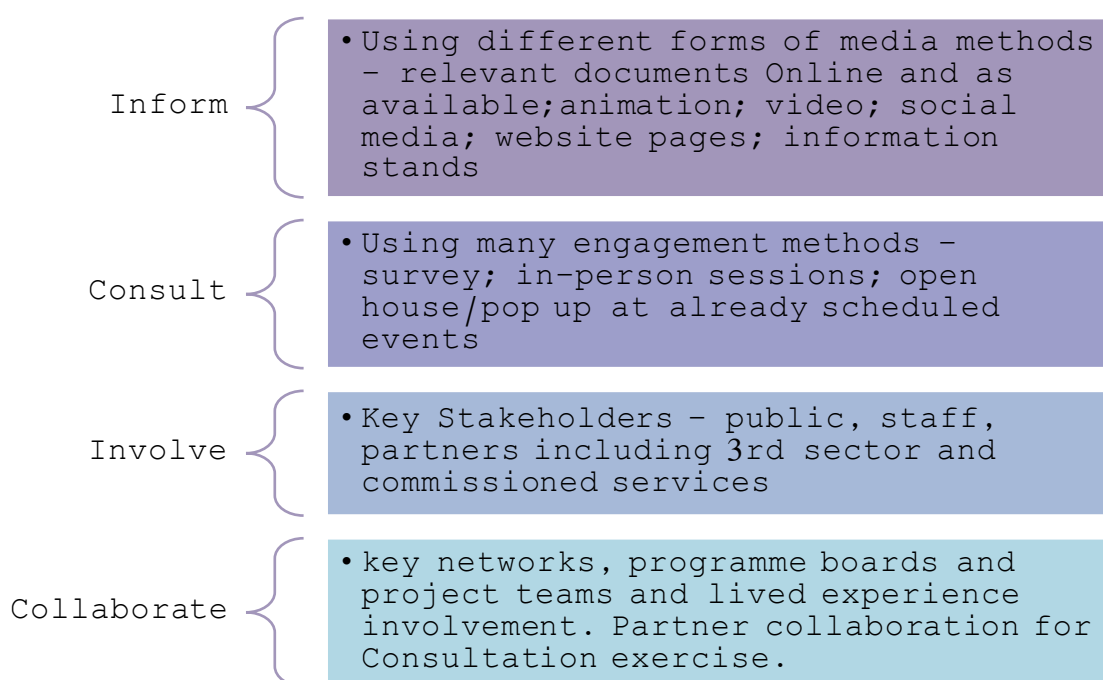 Inform
• Using different forms of media methods
– relevant documents Online and as
available;animation; video; social
media; website pages; information
stands
Consult
• Using many engagement methods –
survey; in-person sessions; open
house/pop up at already scheduled
events
Involve
• Key Stakeholders – public, staff,
partners including 3rd sector and
commissioned services
Collaborate
• key networks, programme boards and
project teams and lived experience
involvement. Partner collaboration for
Consultation exercise.